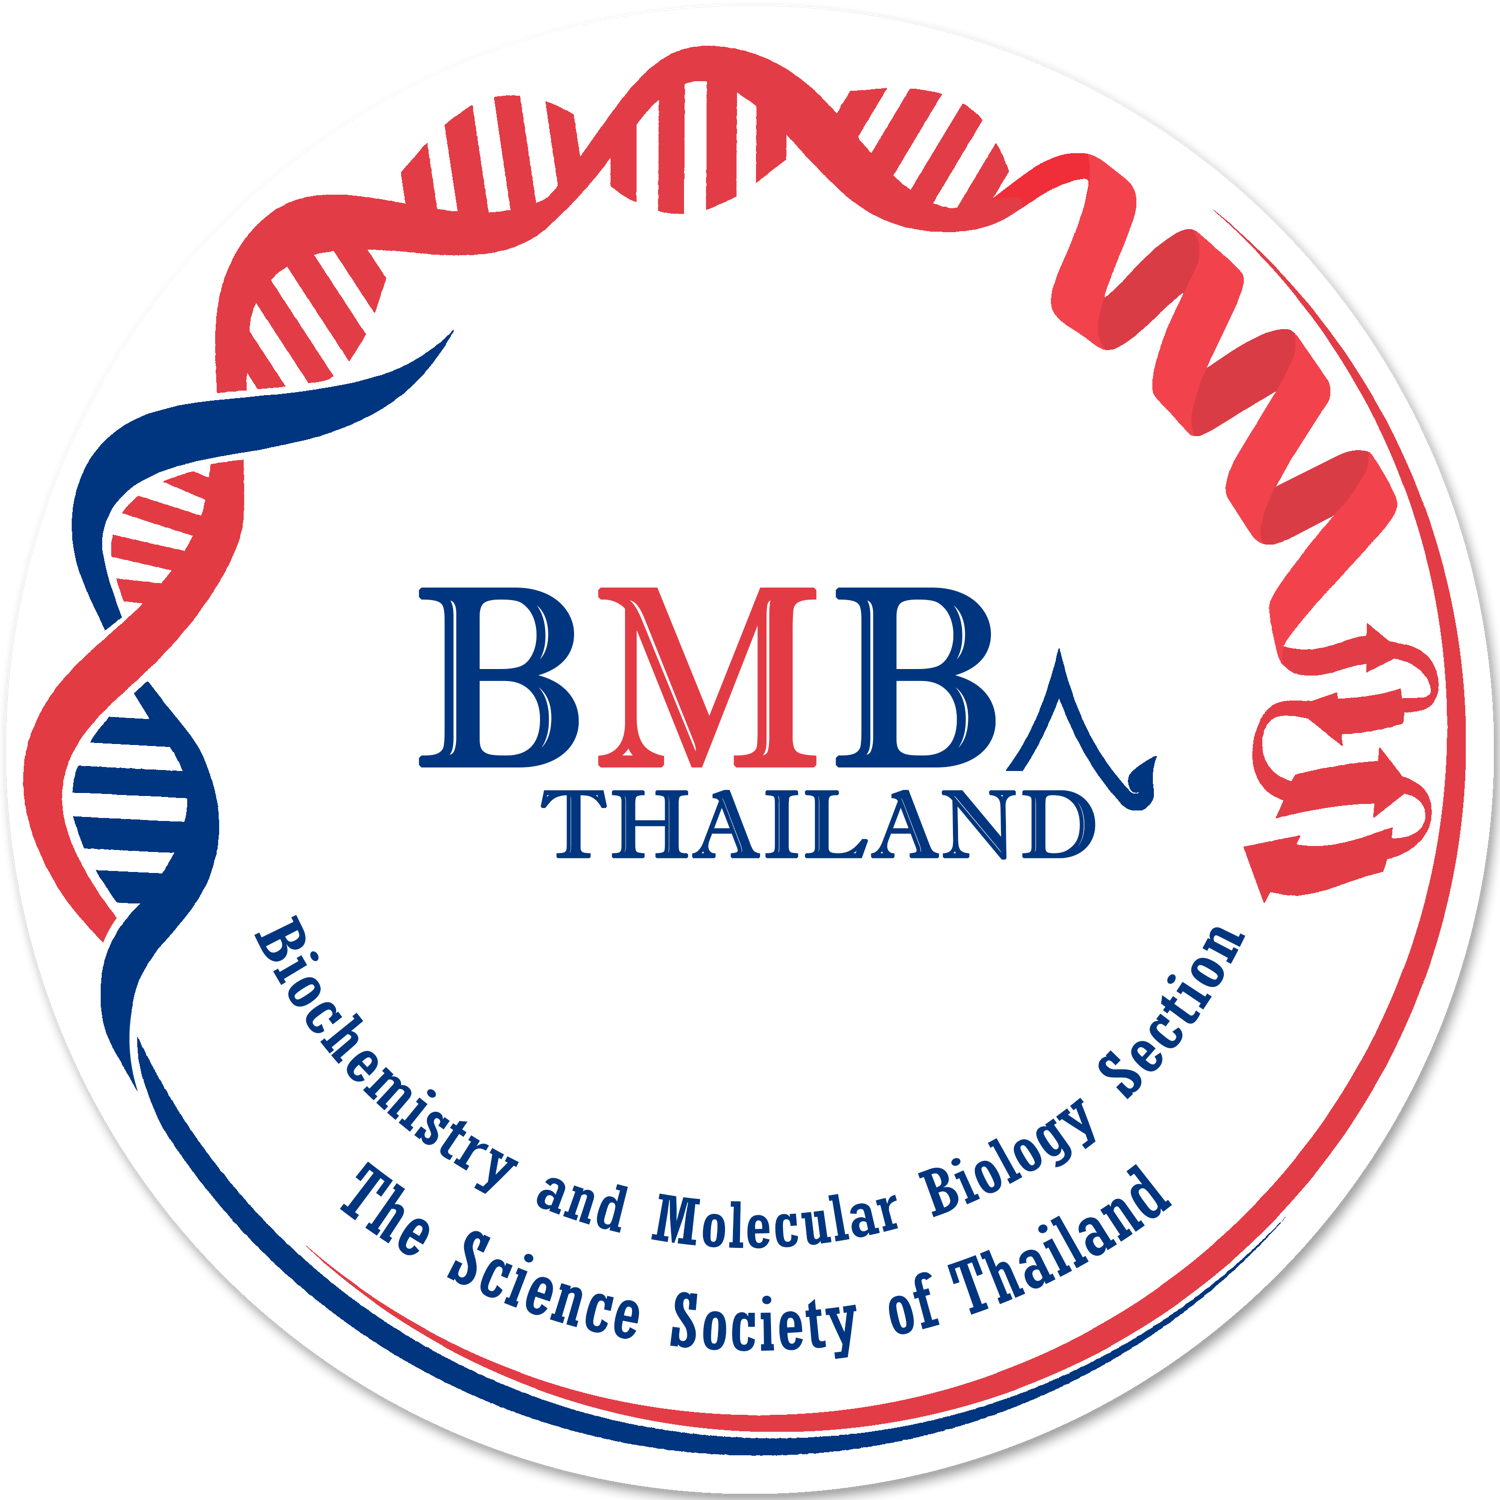 BMB
THAILAND
Biochemistry and Molecular Biology Section
The Science Society of Thailand